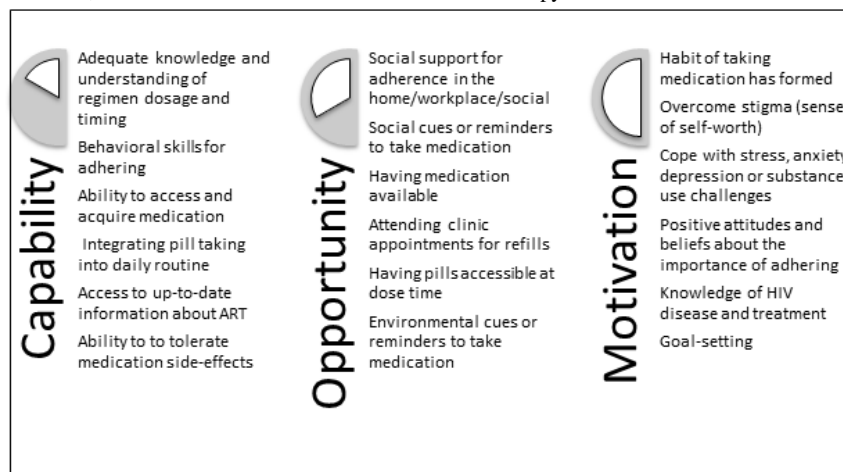 Capability
Adequate knowledge and
understanding of
regimen dosage and
timing
Behavioral skills for
adhering
Ability to access and
acquire medication
Integrating pill taking
into daily routine
Access to up-to-date
information about ART
Ability to to tolerate
medication side-effects
Opportunity
Social support for
adherence in the
home/workplace/social
Social cues or reminders
to take medication
Having medication
available
Attending clinic
appointments for refills
Having pills accessible at
dose time
Environmental cues or
reminders to take
medication
Motivation
Habit of taking
medication has formed
Overcome stigma (sense
of self-worth)
Cope with stress, anxiety
depression or substance
use challenges
Positive attitudes and
beliefs about the
importance of adhering
Knowledge of HIV
disease and treatment
Goal-setting